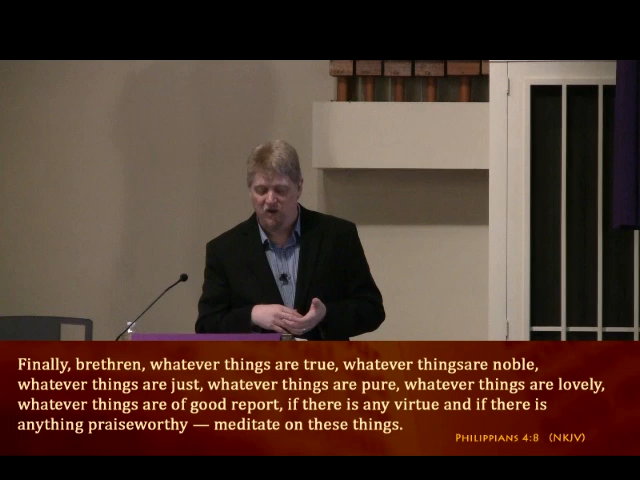 Finally, brethren, whatever things are true, whatever thingsare noble,
whatever things are just, whatever things are pure, whatever things are lovely,
whatever things are of good report, if there is any virtue and if there is
anything praiseworthy — meditate on these things.
Philippians 4:8 (NKJV)